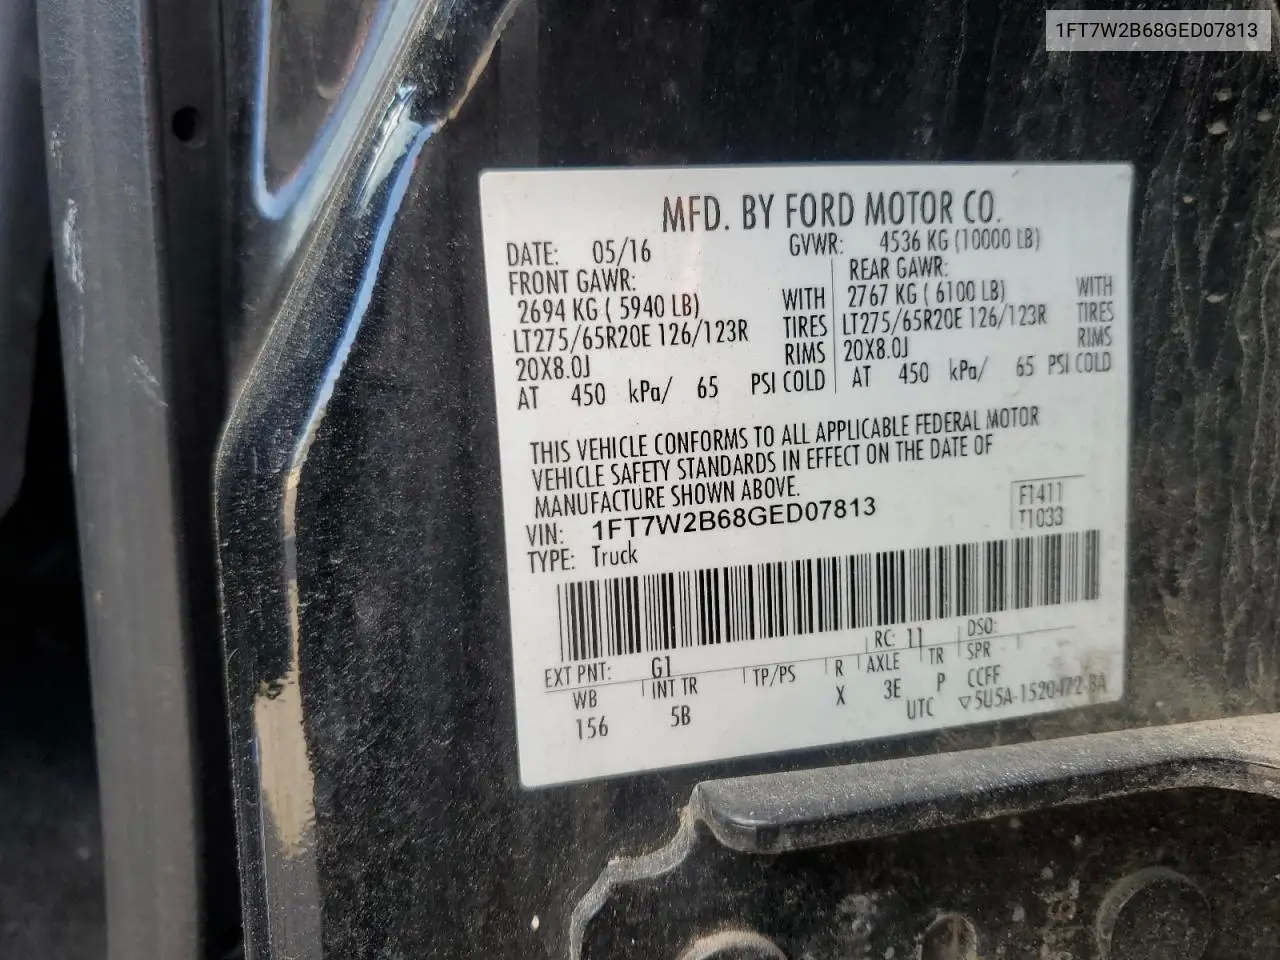 1FT7W2B68GED07813
MFD. BY FORD MOTOR CO.
DATE: 05/16 GVWR: 4536 KG (10000 LB)
FRONT GAWR: REAR GAWR:
2694 KG ( 5940 LB) WITH 2767 KG ( 6100 LB) WITH
LT275/65R20E 126/123R TIRES LT275/65R20E 126/123R TIRES
20X8.0J RIMS 20X8.0J RIMS
AT 450 kPa/ 65 PSI COLD AT 450 kPa/ 65 PSI COLD
THIS VEHICLE CONFORMS TO ALL APPLICABLE FEDERAL MOTOR
VEHICLE SAFETY STANDARDS IN EFFECT ON THE DATE OF
MANUFACTURE SHOWN ABOVE.
VIN: 1FT7W2B68GED07813 F1411
TYPE: Truck T1033
EXT PNT: G1 RC: 11 DSO:
WB INT TR TP/PS R AXLE TR SPR
156 5B X 3E P CCFF
UTC ▽5U5A-1520472-BA